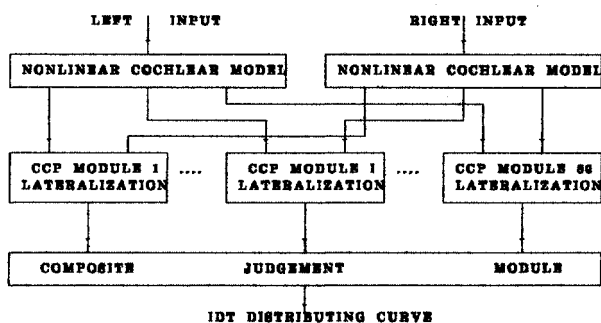 LEFT INPUT RIGHT INPUT
NONLINEAR COCHLEAR MODEL NONLINEAR COCHLEAR MODEL
CCP MODULE 1 .... CCP MODULE I .... CCP MODULE 86
LATERALIZATION LATERALIZATION LATERALIZATION
COMPOSITE JUDGEMENT MODULE
IDT DISTRIBUTING CURVE